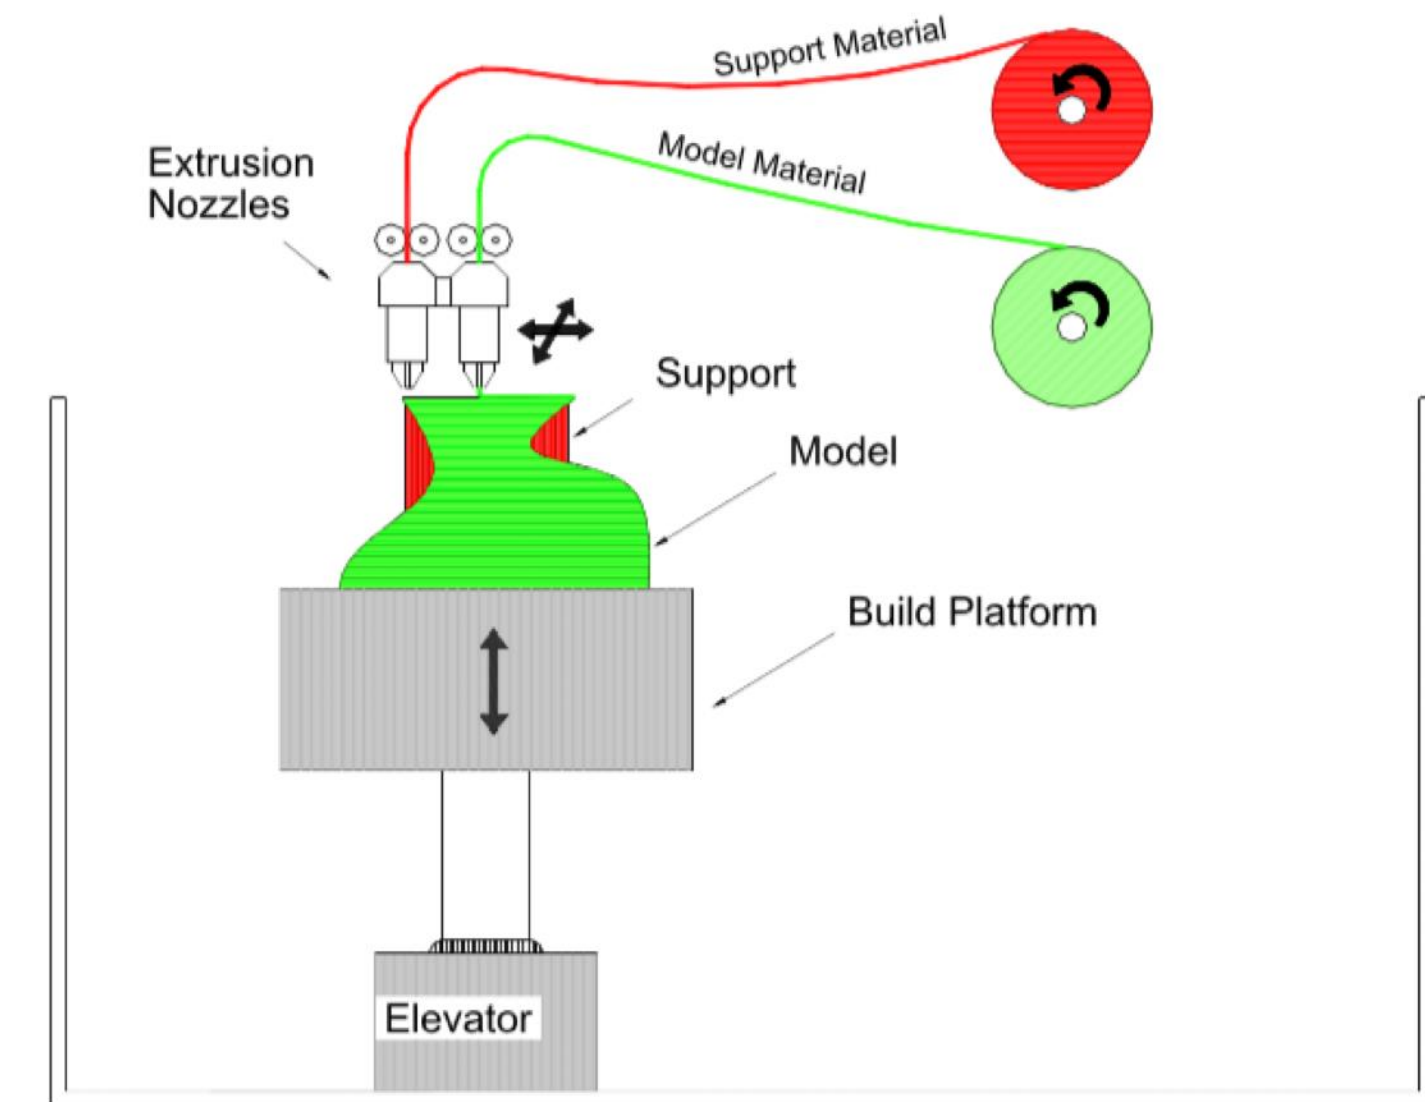 Support Material
Model Material
Extrusion
Nozzles
Support
Model
Build Platform
Elevator